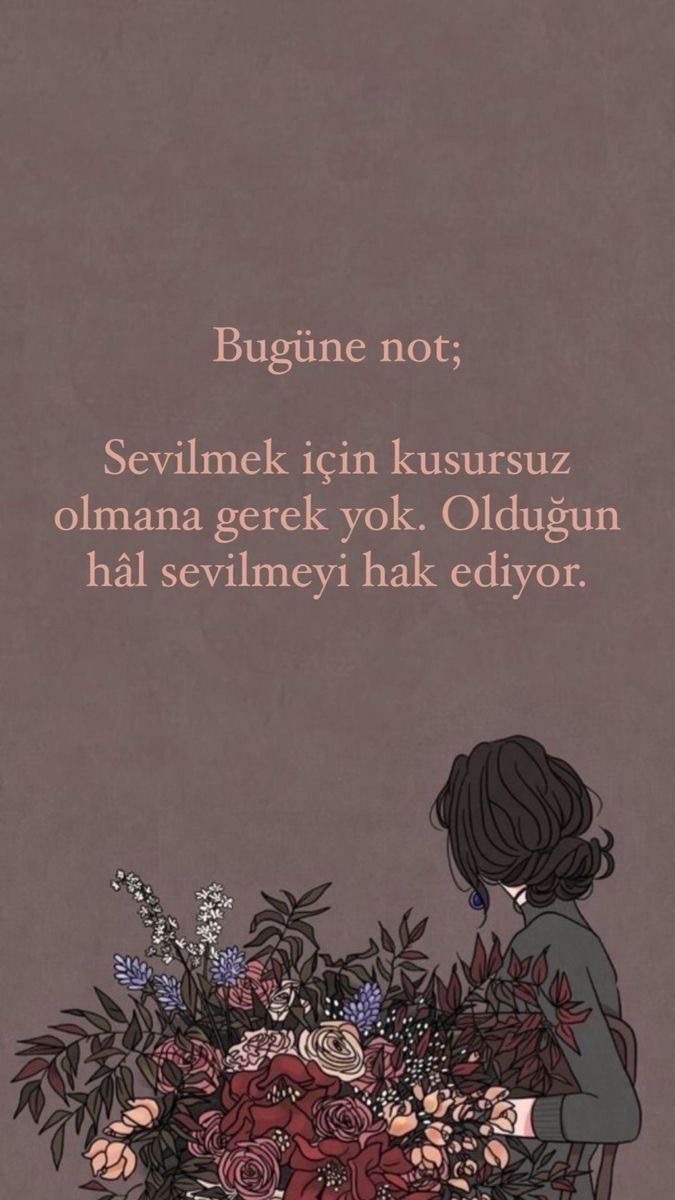 Bugüne not;
Sevilmek için kusursuz
olmana gerek yok. Olduğun
hâl sevilmeyi hak ediyor.